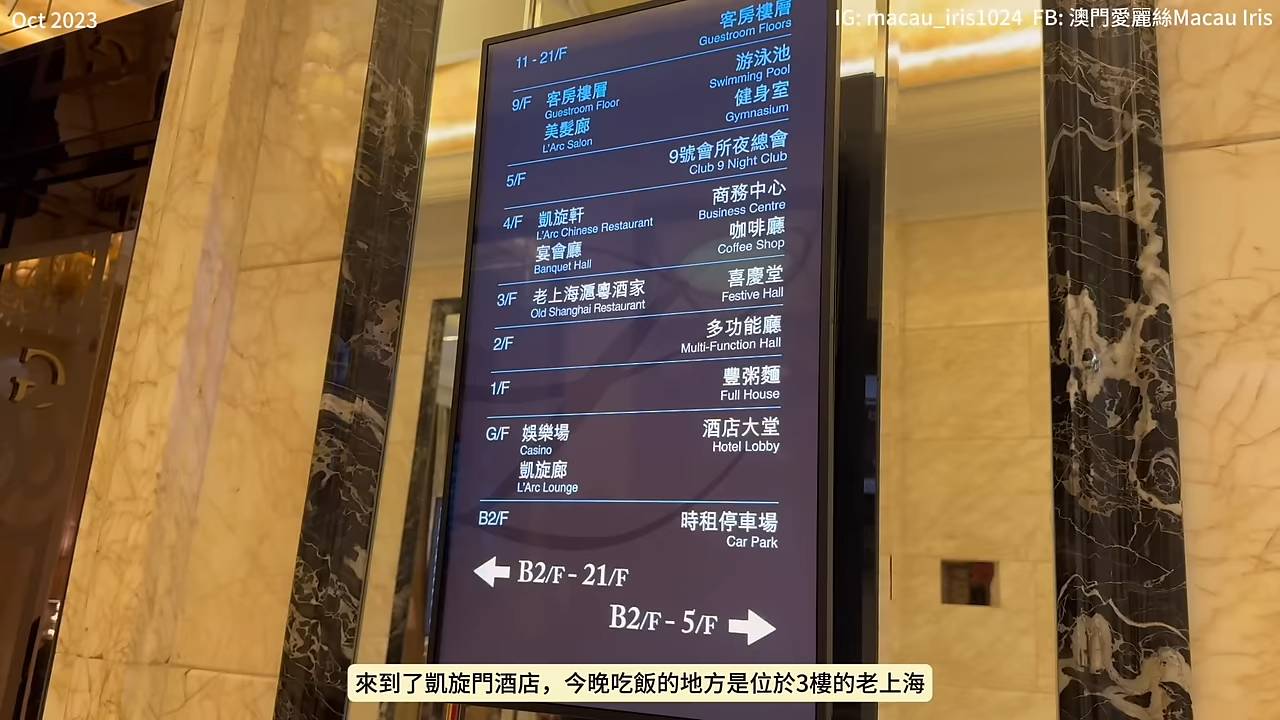 Oct 2023
IG: macau_iris1024 FB: 澳門愛麗絲Macau Iris
11 - 21/F
客房樓層
Guestroom Floors
9/F
客房樓層
Guestroom Floor
美髮廊
L'Arc Salon
游泳池
Swimming Pool
健身室
Gymnasium
5/F
9號會所夜總會
Club 9 Night Club
4/F
凱旋軒
L'Arc Chinese Restaurant
宴會廳
Banquet Hall
商務中心
Business Centre
咖啡廳
Coffee Shop
3/F
老上海滬粵酒家
Old Shanghai Restaurant
喜慶堂
Festive Hall
2/F
多功能廳
Multi-Function Hall
1/F
豐粥麵
Full House
G/F
娛樂場
Casino
凱旋廊
L'Arc Lounge
酒店大堂
Hotel Lobby
B2/F
時租停車場
Car Park
B2/F - 21/F
B2/F - 5/F
來到了凱旋門酒店，今晚吃飯的地方是位於3樓的老上海